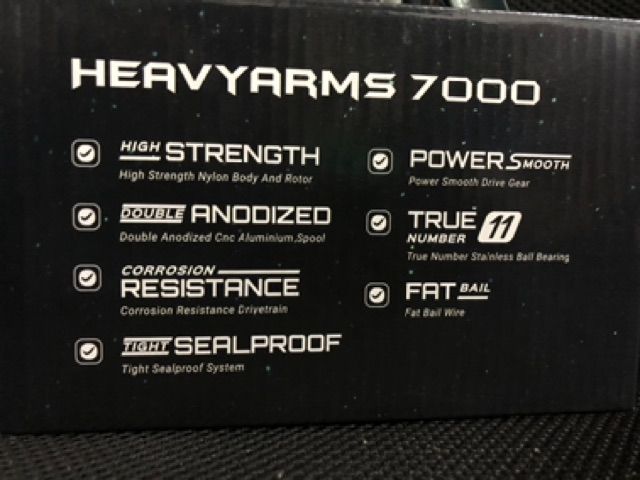 HEAVYARMS 7000
HIGH STRENGTH
High Strength Nylon Body And Rotor
DOUBLE ANODIZED
Double Anodized Cnc Aluminium Spool
CORROSION
RESISTANCE
Corrosion Resistance Drivetrain
TIGHT SEALPROOF
Tight Sealproof System
POWER SMOOTH
Power Smooth Drive Gear
TRUE 11
NUMBER
True Number Stainless Ball Bearing
FAT BAIL
Fat Bail Wire